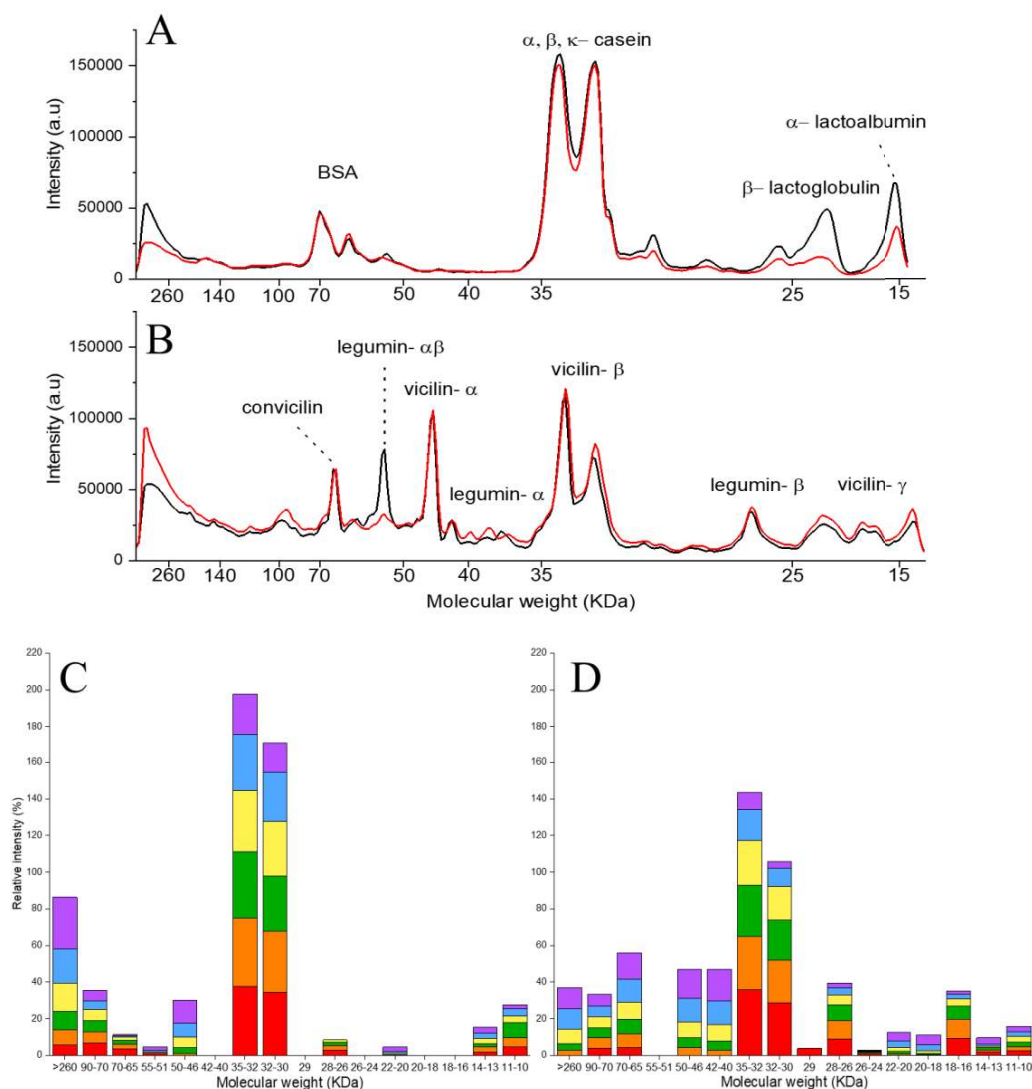 A
α, β, κ– casein
150000
α– lactoalbumin
100000
Intensity (a.u)
BSA
β– lactoglobulin
50000
0
260 140 100 70 50 40 35 25 15
B
legumin- αβ
150000
vicilin- α
vicilin- β
convicilin
100000
Intensity (a.u)
legumin- α
legumin- β
vicilin- γ
50000
0
260 140 100 70 50 40 35 25 15
Molecular weight (KDa)
C
220
200
180
160
140
120
100
80
60
40
20
0
Relative intensity (%)
>260 90-70 70-65 55-51 50-46 42-40 35-32 32-30 29 28-26 26-24 22-20 20-18 18-16 14-13 11-10
Molecular weight (KDa)
D
220
200
180
160
140
120
100
80
60
40
20
0
>260 90-70 70-65 55-51 50-46 42-40 35-32 32-30 29 28-26 26-24 22-20 20-18 18-16 14-13 11-10
Molecular weight (KDa)